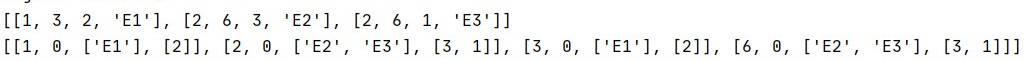 [[1, 3, 2, 'E1'], [2, 6, 3, 'E2'], [2, 6, 1, 'E3']]
[[1, 0, ['E1'], [2]], [2, 0, ['E2', 'E3'], [3, 1]], [3, 0, ['E1'], [2]], [6, 0, ['E2', 'E3'], [3, 1]]]